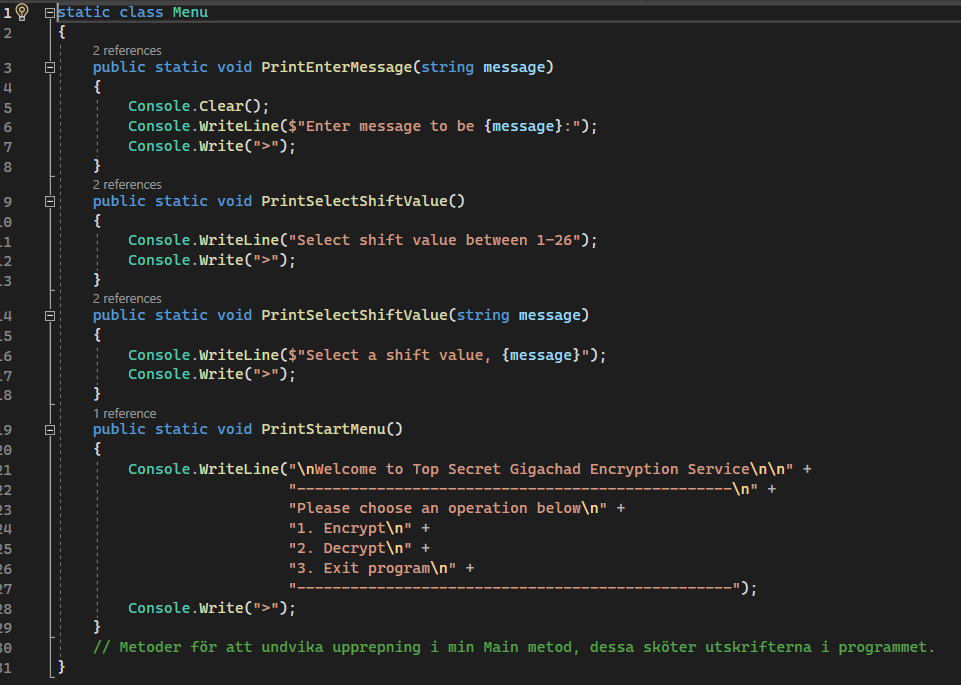 1 static class Menu
2 {
2 references
3 public static void PrintEnterMessage(string message)
4 {
5 Console.Clear();
6 Console.WriteLine($"Enter message to be {message}:");
7 Console.Write(">");
8 }
2 references
9 public static void PrintSelectShiftValue()
10 {
11 Console.WriteLine("Select shift value between 1-26");
12 Console.Write(">");
13 }
2 references
14 public static void PrintSelectShiftValue(string message)
15 {
16 Console.WriteLine($"Select a shift value, {message}");
17 Console.Write(">");
18 }
1 reference
19 public static void PrintStartMenu()
20 {
21 Console.WriteLine("\nWelcome to Top Secret Gigachad Encryption Service\n\n" +
22 "-------------------------------------------------\n" +
23 "Please choose an operation below\n" +
24 "1. Encrypt\n" +
25 "2. Decrypt\n" +
26 "3. Exit program\n" +
27 "-------------------------------------------------");
28 Console.Write(">");
29 }
30 // Metoder för att undvika upprepning i min Main metod, dessa sköter utskrifterna i programmet.
31 }